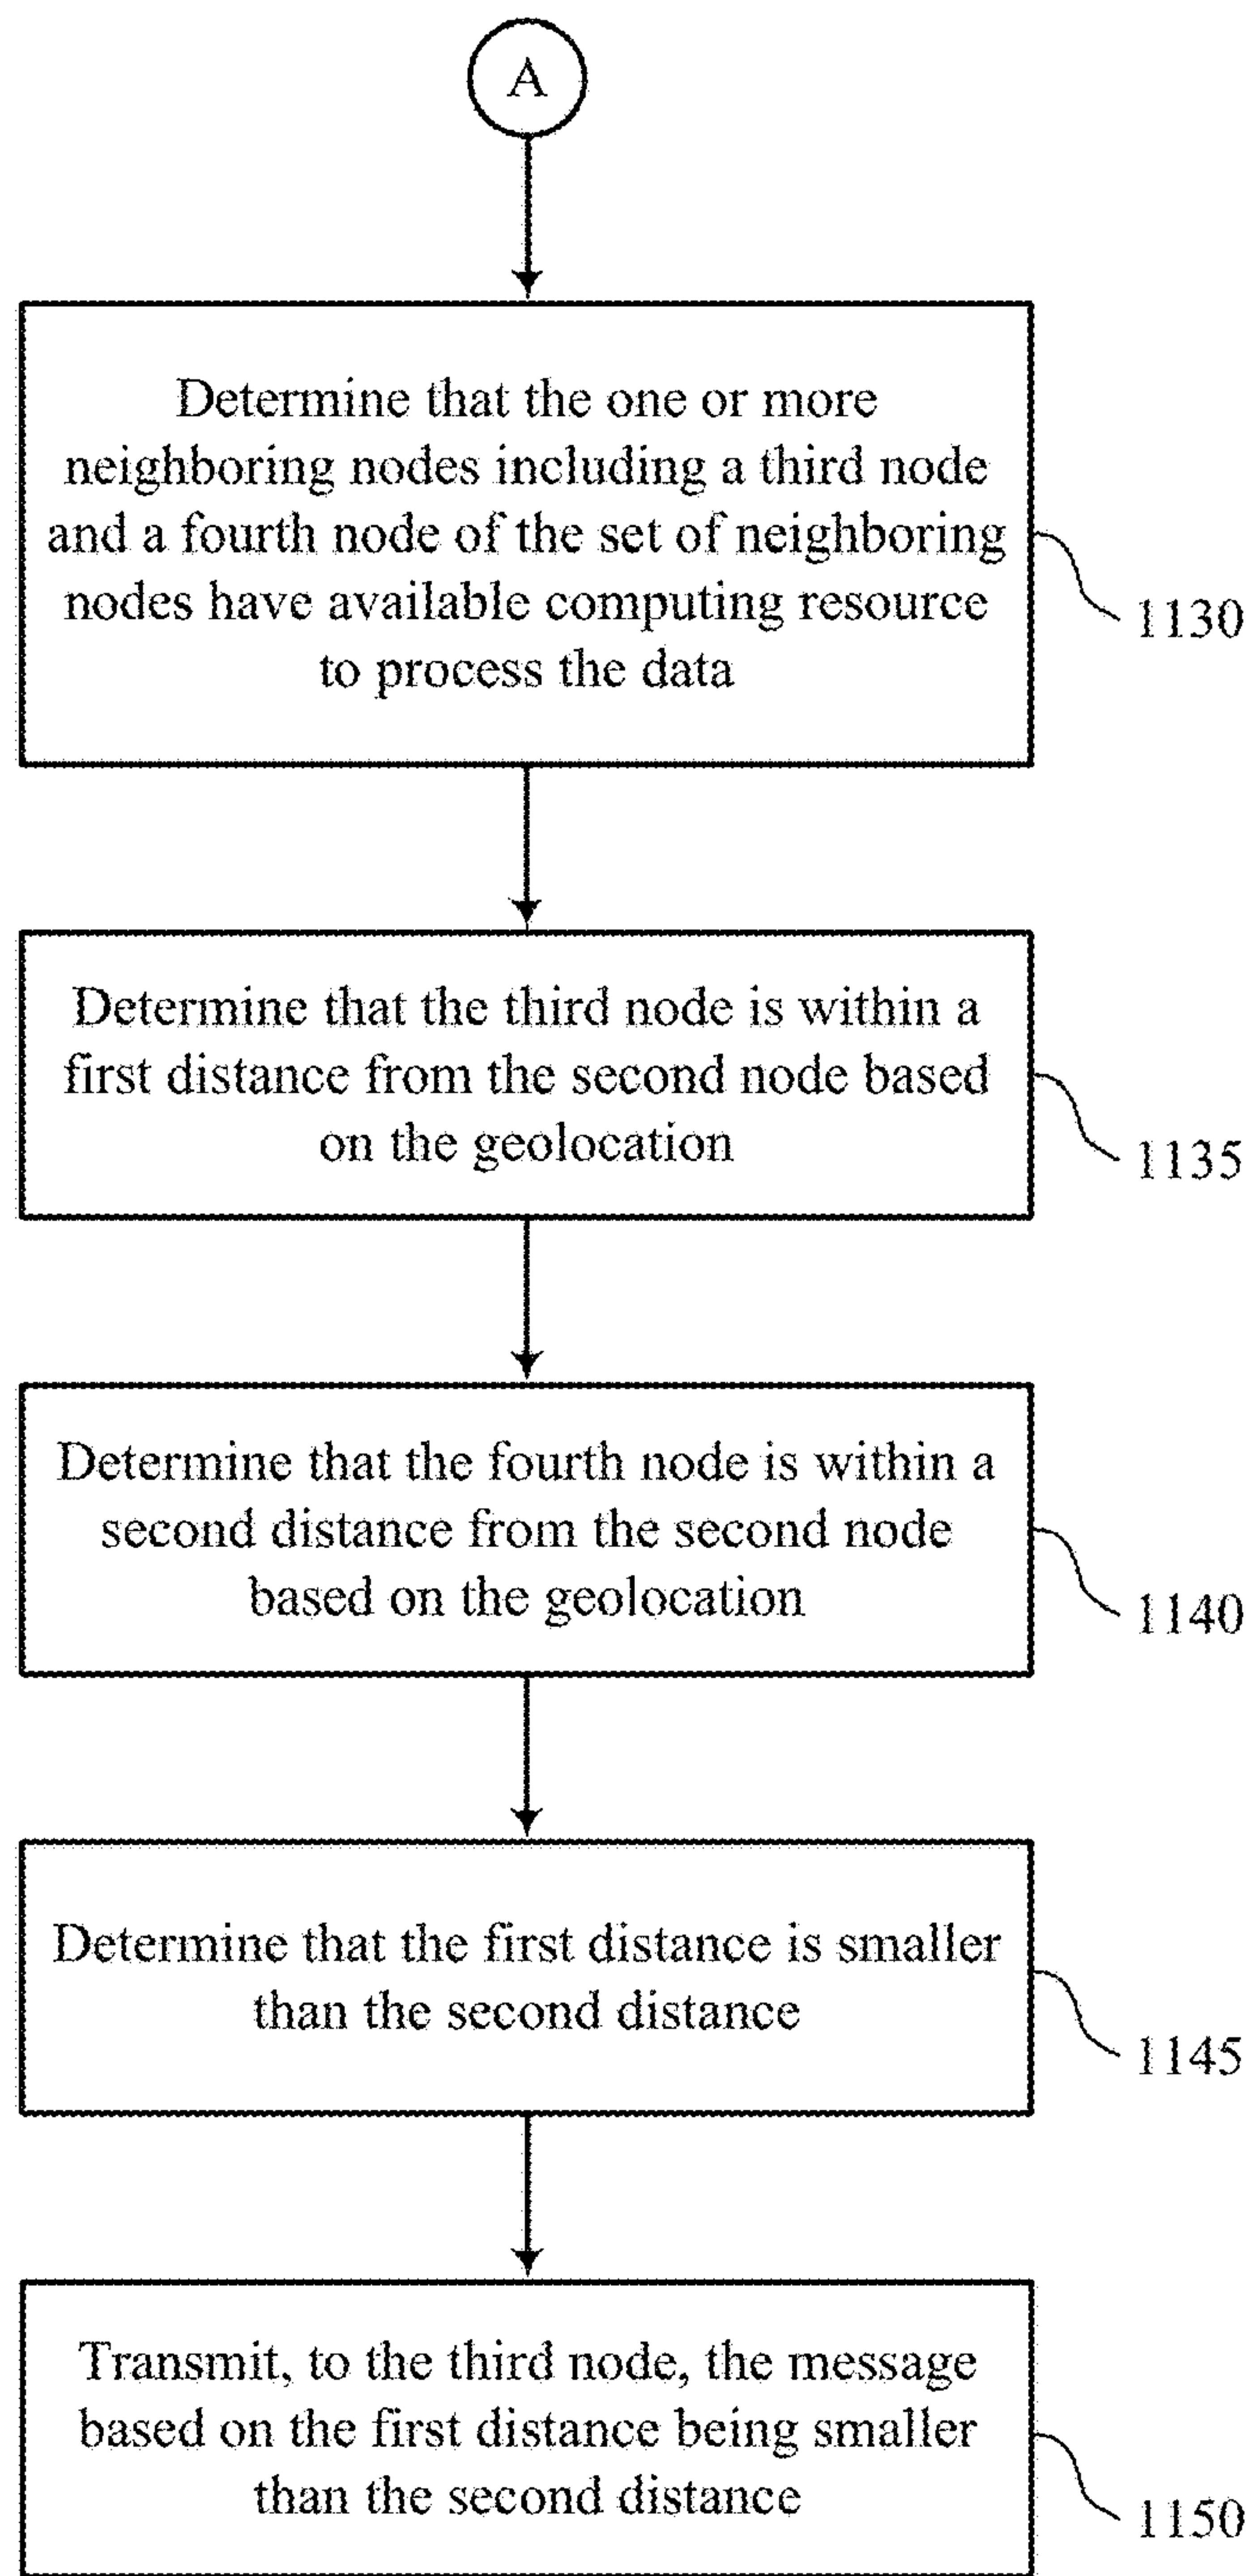 A
Determine that the one or more
neighboring nodes including a third node
and a fourth node of the set of neighboring
nodes have available computing resource
to process the data
1130
Determine that the third node is within a
first distance from the second node based
on the geolocation
1135
Determine that the fourth node is within a
second distance from the second node
based on the geolocation
1140
Determine that the first distance is smaller
than the second distance
1145
Transmit, to the third node, the message
based on the first distance being smaller
than the second distance
1150